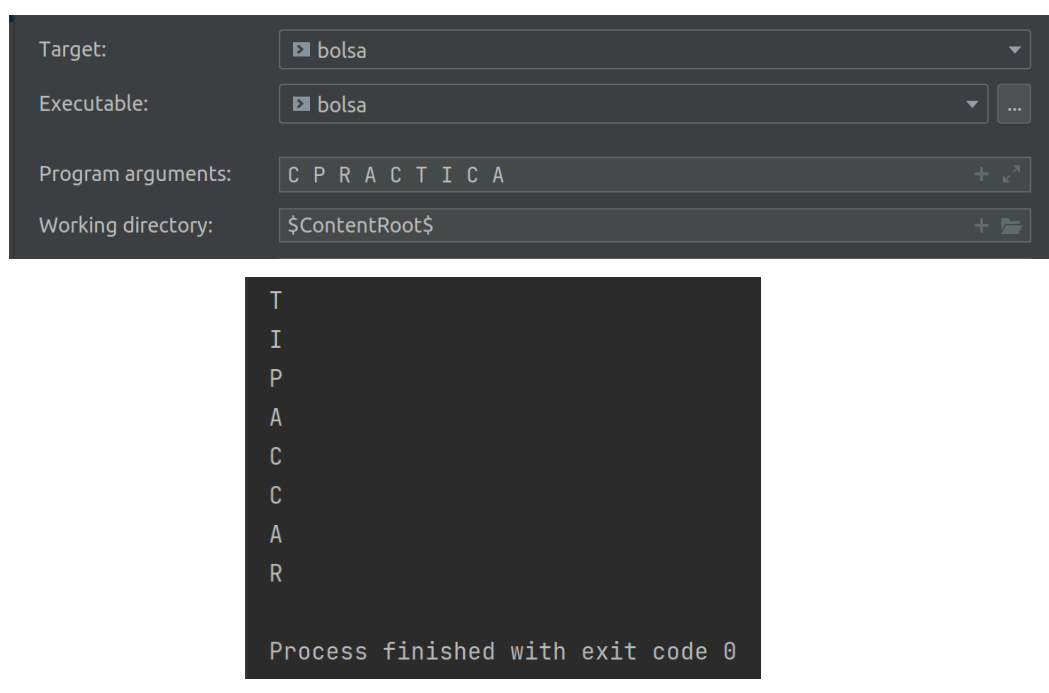 Target: bolsa
Executable: bolsa ...
Program arguments: C P R A C T I C A
Working directory: $ContentRoot$
T
I
P
A
C
C
A
R
Process finished with exit code 0